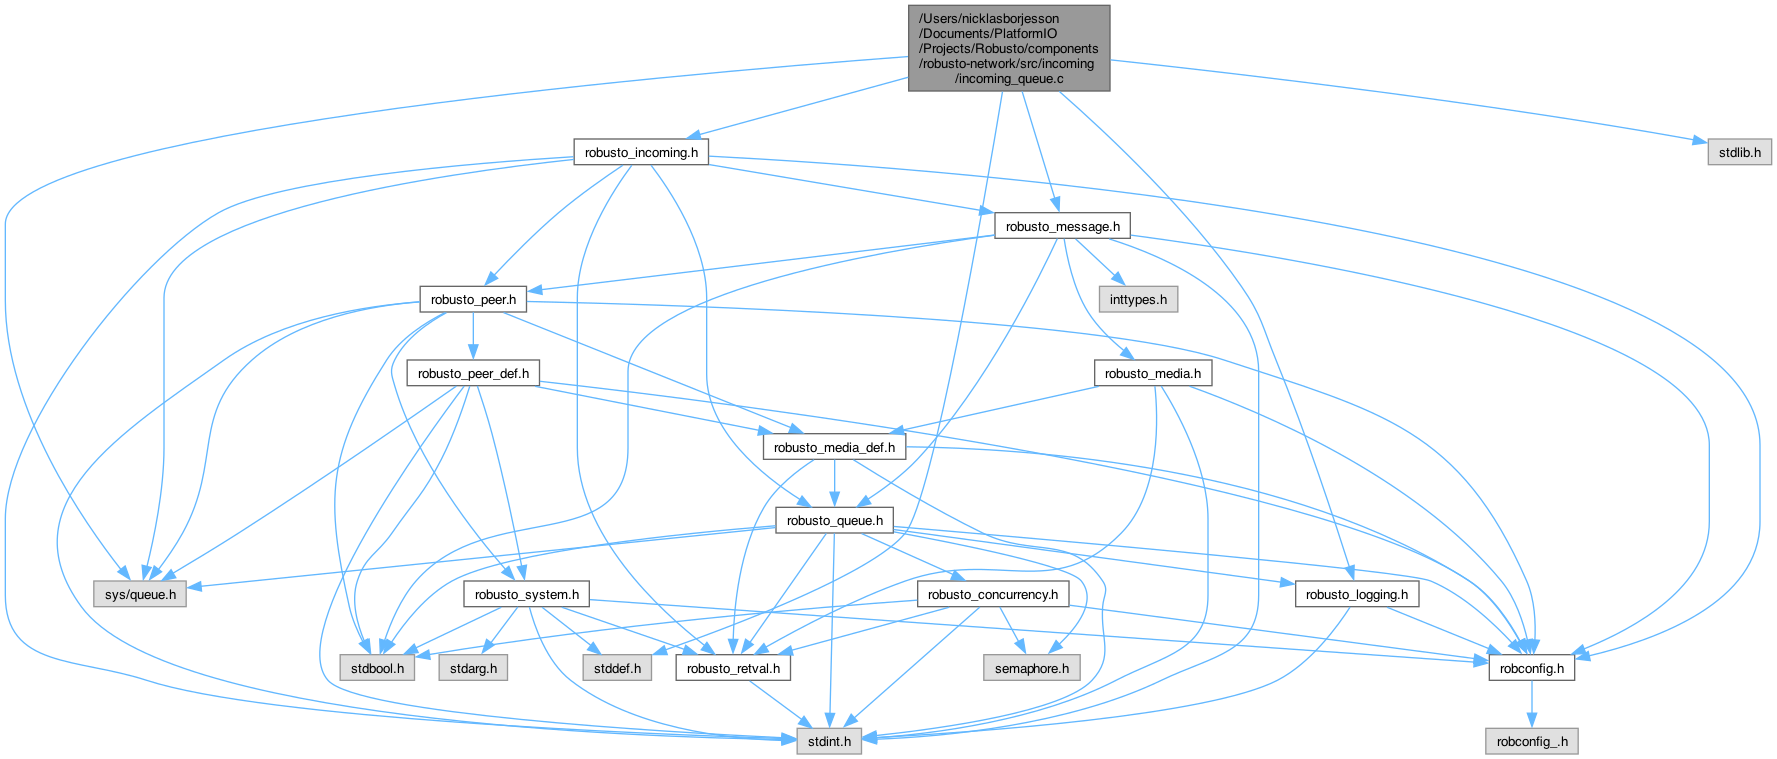 /Users/nicklasborjesson
/Documents/PlatformIO
/Projects/Robusto/components
/robusto-network/src/incoming
/incoming_queue.c
robusto_incoming.h
stdlib.h
robusto_message.h
robusto_peer.h
inttypes.h
robusto_peer_def.h
robusto_media.h
robusto_media_def.h
robusto_queue.h
sys/queue.h
robusto_system.h
robusto_concurrency.h
robusto_logging.h
stdbool.h
stdarg.h
stddef.h
robusto_retval.h
semaphore.h
robconfig.h
stdint.h
robconfig_.h